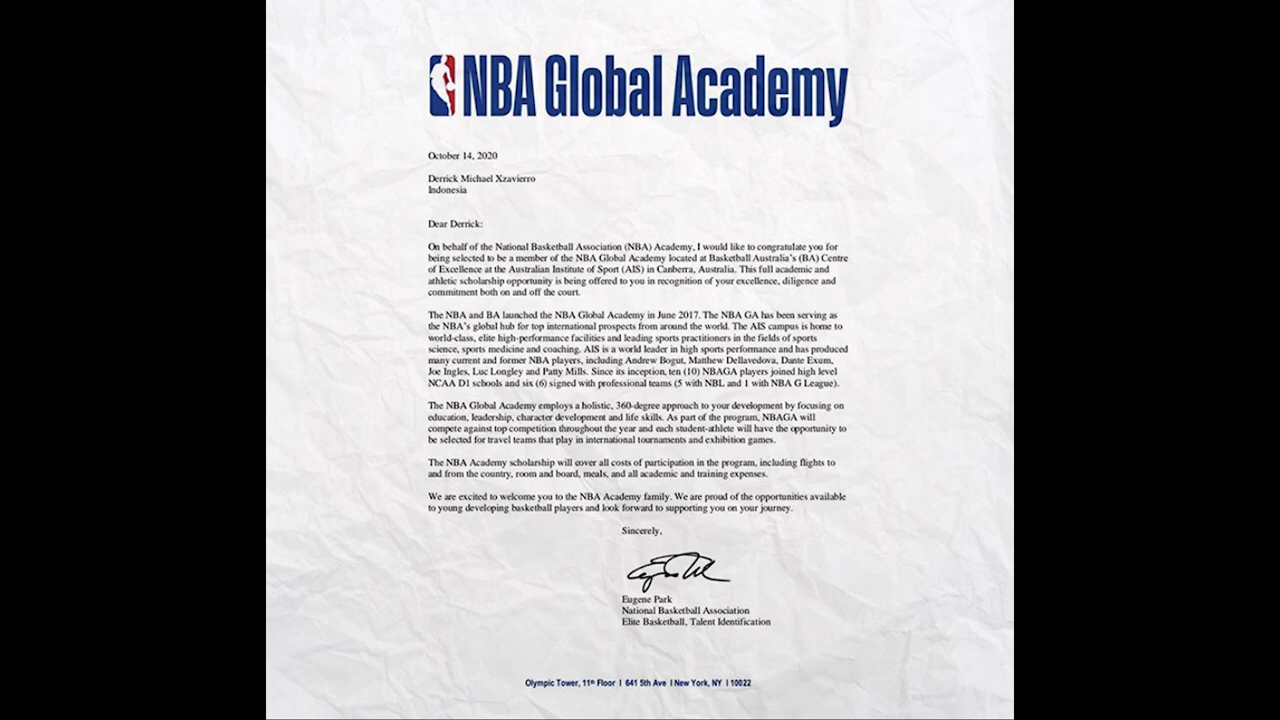 NBA Global Academy
October 14, 2020
Derrick Michael Xzavierro
Indonesia
Dear Derrick:
On behalf of the National Basketball Association (NBA) Academy, I would like to congratulate you for
being selected to be a member of the NBA Global Academy located at Basketball Australia's (BA) Centre
of Excellence at the Australian Institute of Sport (AIS) in Canberra, Australia. This full academic and
athletic scholarship opportunity is being offered to you in recognition of your excellence, diligence and
commitment both on and off the court.
The NBA and BA launched the NBA Global Academy in June 2017. The NBA GA has been serving as
the NBA's global hub for top international prospects from around the world. The AIS campus is home to
world-class, elite high-performance facilities and leading sports practitioners in the fields of sports
science, sports medicine and coaching. AIS is a world leader in high sports performance and has produced
many current and former NBA players, including Andrew Bogut, Matthew Dellavedova, Dante Exum,
Joe Ingles, Luc Longley and Patty Mills. Since its inception, ten (10) NBAGA players joined high level
NCAA D1 schools and six (6) signed with professional teams (5 with NBL and 1 with NBA G League).
The NBA Global Academy employs a holistic, 360-degree approach to your development by focusing on
education, leadership, character development and life skills. As part of the program, NBAGA will
compete against top competition throughout the year and each student-athlete will have the opportunity to
be selected for travel teams that play in international tournaments and exhibition games.
The NBA Academy scholarship will cover all costs of participation in the program, including flights to
and from the country, room and board, meals, and all academic and training expenses.
We are excited to welcome you to the NBA Academy family. We are proud of the opportunities available
to young developing basketball players and look forward to supporting you on your journey.
Sincerely,
Eugene Park
National Basketball Association
Elite Basketball, Talent Identification
Olympic Tower, 11th Floor | 641 5th Ave | New York, NY | 10022